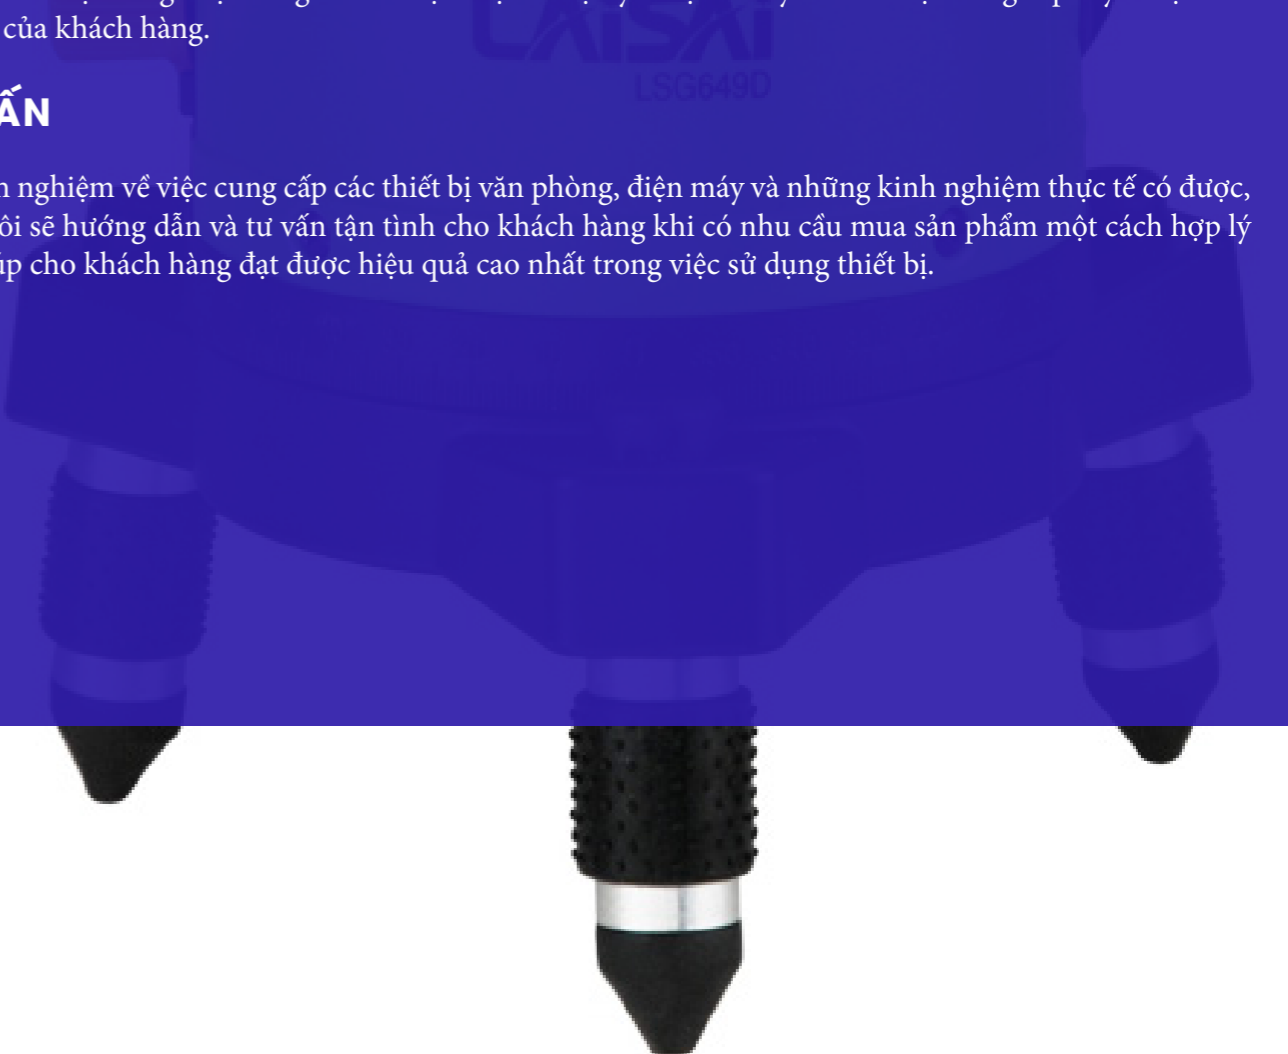 của khách hàng.
LAiSAi
LSG649D
ẤN
nghiệm về việc cung cấp các thiết bị văn phòng, điện máy và những kinh nghiệm thực tế có được,
sẽ hướng dẫn và tư vấn tận tình cho khách hàng khi có nhu cầu mua sản phẩm một cách hợp lý
cho khách hàng đạt được hiệu quả cao nhất trong việc sử dụng thiết bị.